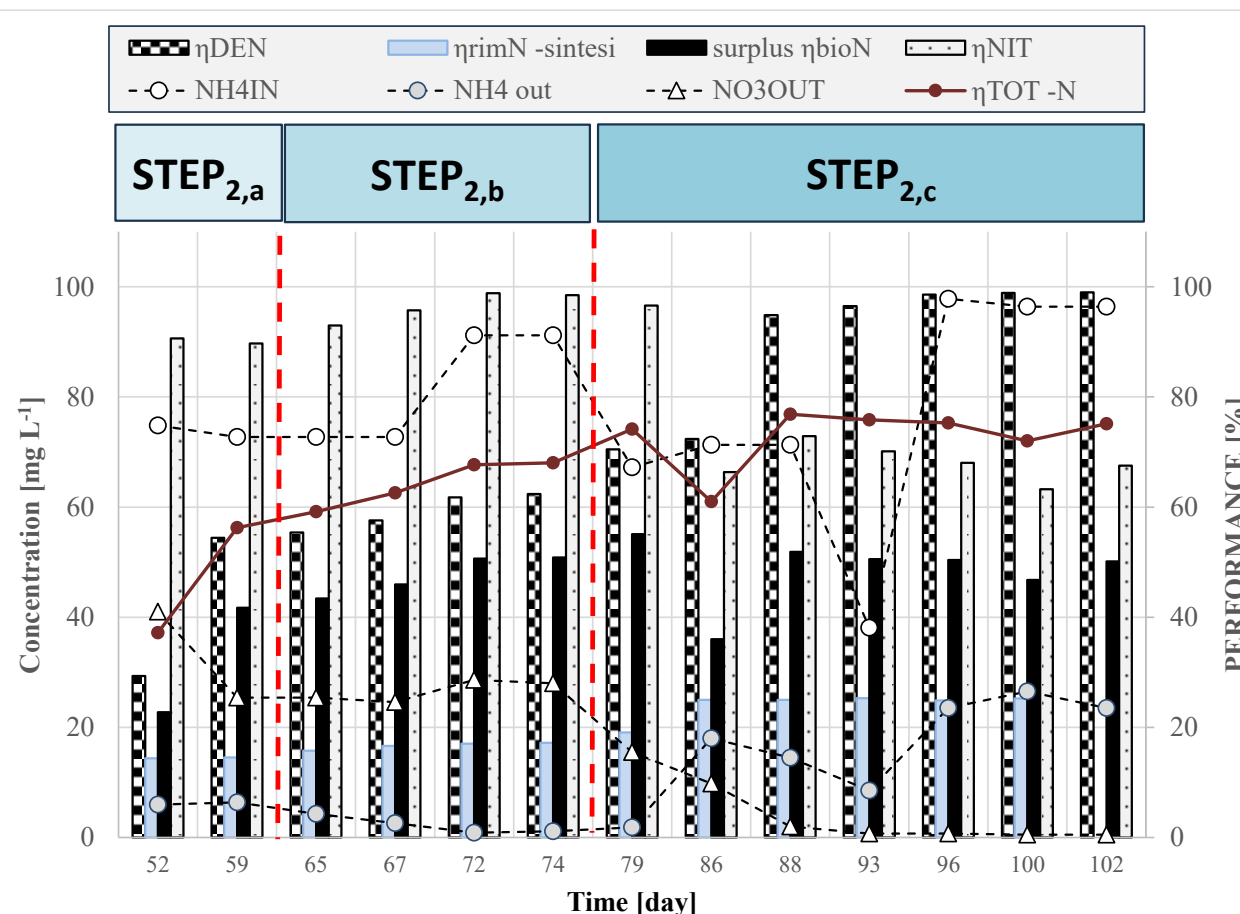 ηDEN ηrimN -sintesi surplus ηbioN ηNIT
NH4IN NH4 out NO3OUT ηTOT -N
STEP2,a STEP2,b STEP2,c
Concentration [mg L-1]
100
80
60
40
20
0
100
80
60
40
20
0
PERFORMANCE [%]
52 59 65 67 72 74 79 86 88 93 96 100 102
Time [day]